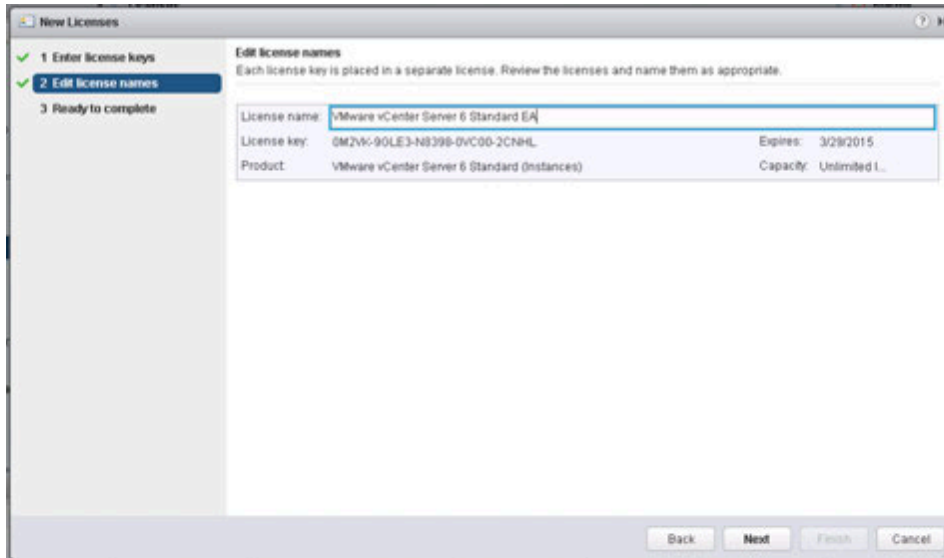 New Licenses
1 Enter license keys
2 Edit license names
3 Ready to complete
Edit license names
Each license key is placed in a separate license. Review the licenses and name them as appropriate.
License name: VMware vCenter Server 6 Standard EA
License key: 0M2VK-90LE3-N8398-0VC00-2CNHL Expires: 3/29/2015
Product: VMware vCenter Server 6 Standard (Instances) Capacity: Unlimited I...
Back Next Finish Cancel